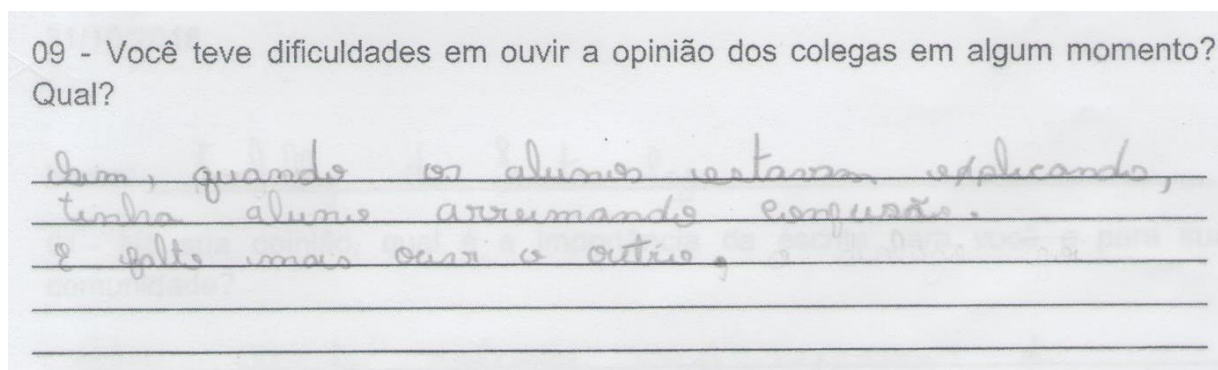 09 - Você teve dificuldades em ouvir a opinião dos colegas em algum momento?
Qual?
Sim, quando os alunos estavam explicando,
tinha aluno arrumando confusão.
e falto mais ouvir o outro.